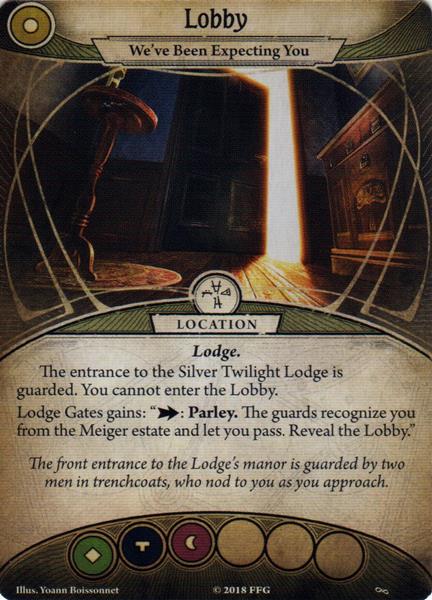 Lobby
We've Been Expecting You
LOCATION
Lodge.
The entrance to the Silver Twilight Lodge is
guarded. You cannot enter the Lobby.
Lodge Gates gains: “ : Parley. The guards recognize you
from the Meiger estate and let you pass. Reveal the Lobby.”
The front entrance to the Lodge's manor is guarded by two
men in trenchcoats, who nod to you as you approach.
Illus. Yoann Boissonnet © 2018 FFG